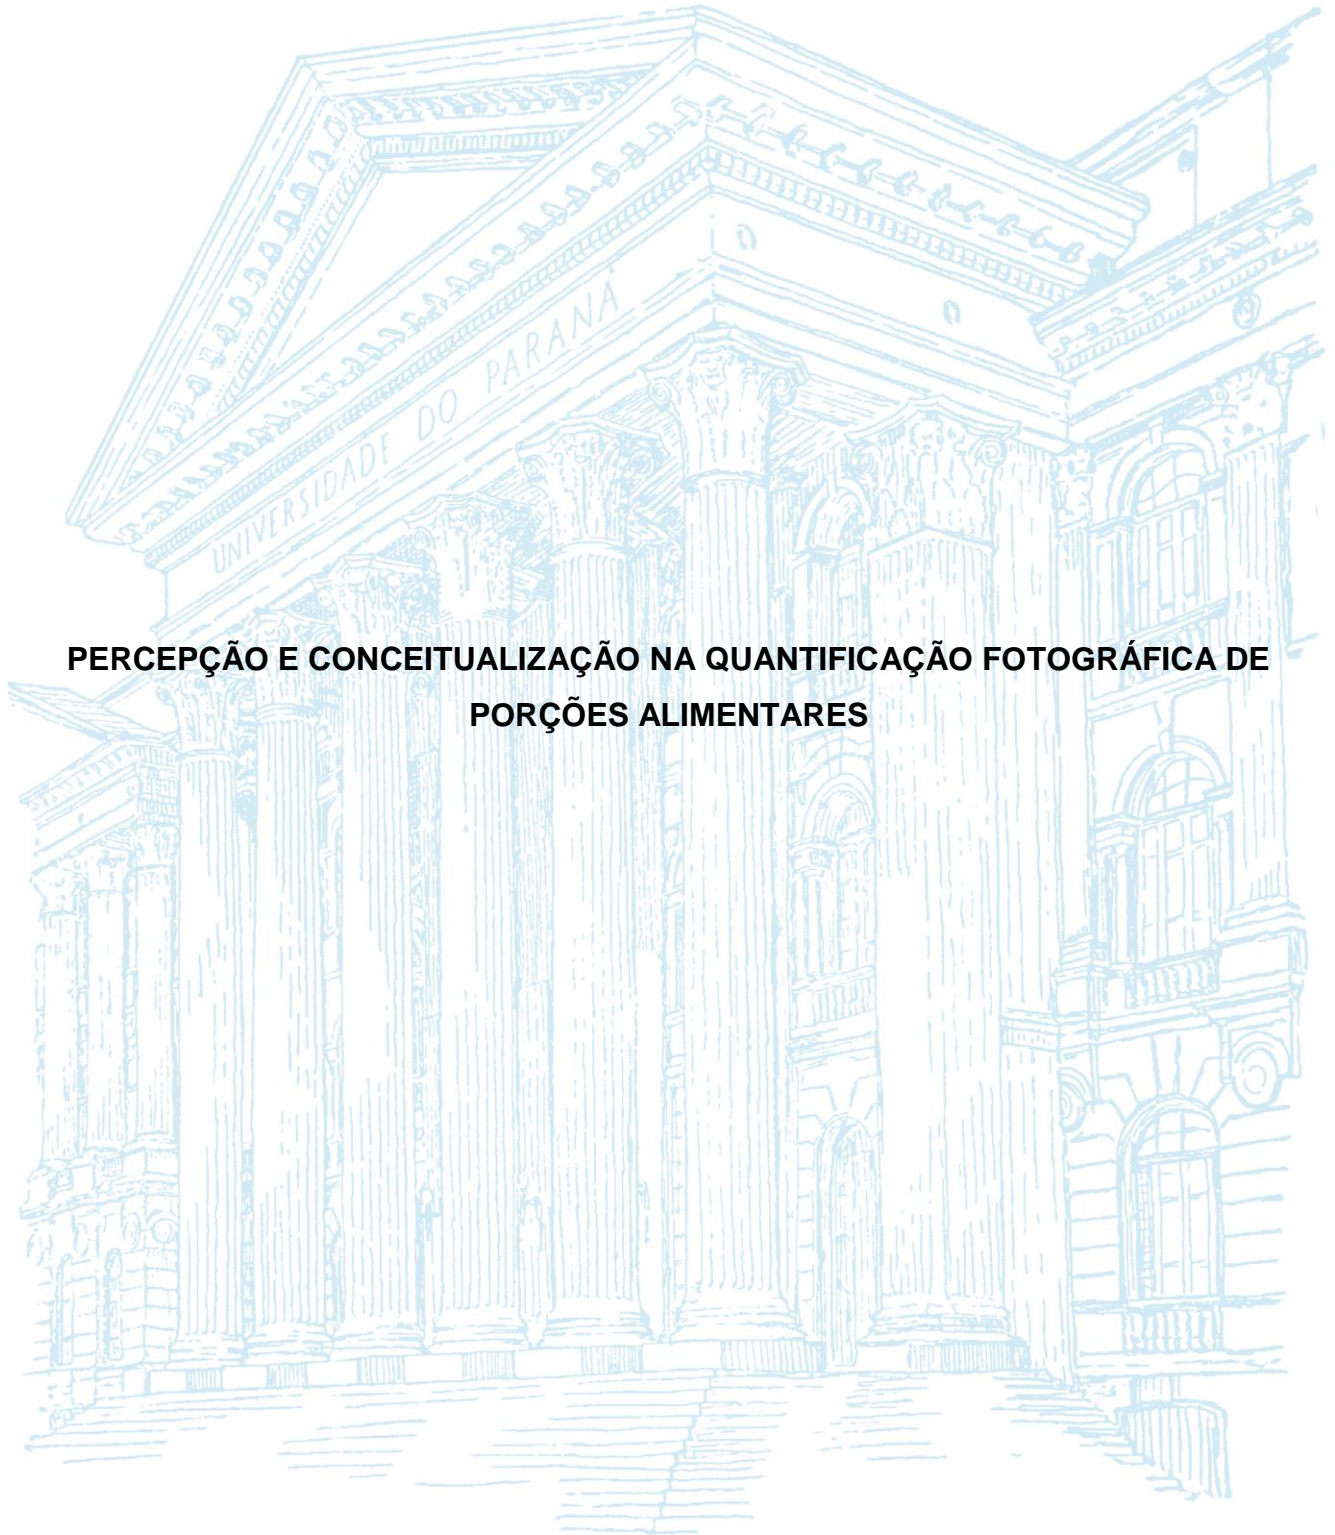 UNIVERSIDADE DO PARANÁ
PERCEPÇÃO E CONCEITUALIZAÇÃO NA QUANTIFICAÇÃO FOTOGRÁFICA DE
PORÇÕES ALIMENTARES